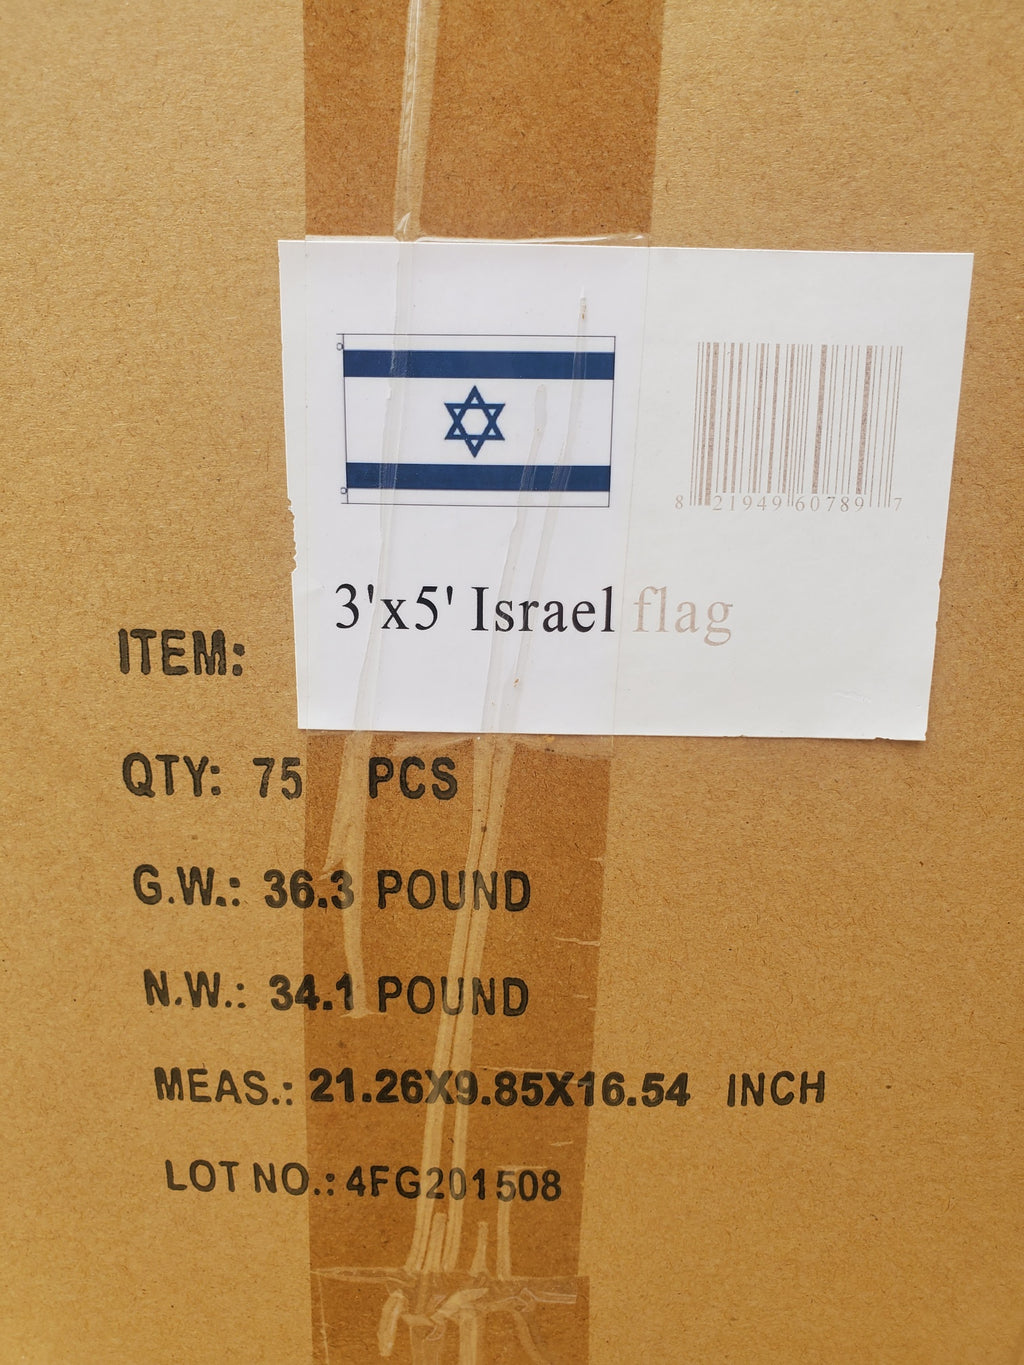 8 21949 60789 7
3'x5' Israel flag
ITEM:
QTY: 75 PCS
G.W.: 36.3 POUND
N.W.: 34.1 POUND
MEAS.: 21.26X9.85X16.54 INCH
LOT NO.: 4FG201508